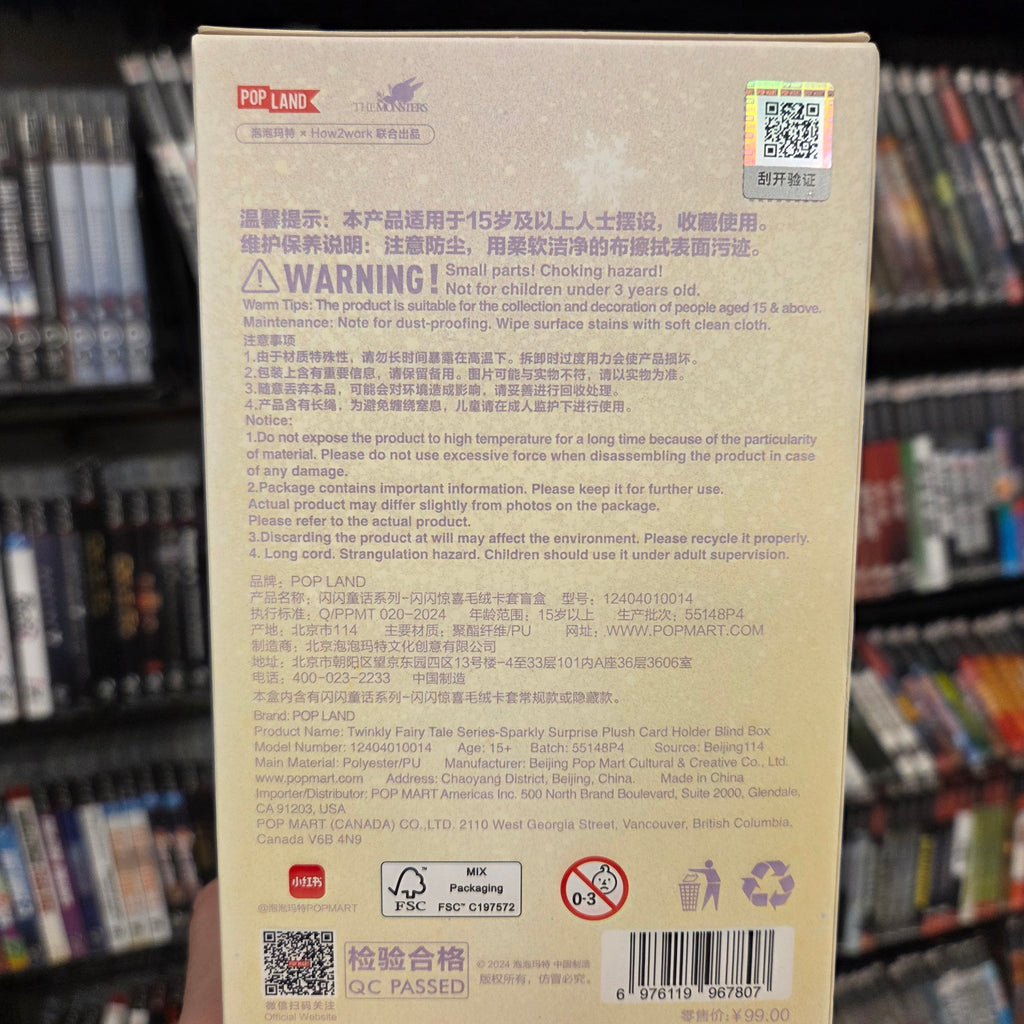 POP LAND
THE MONSTERS
泡泡玛特 × How2work 联合出品
刮开验证
温馨提示：本产品适用于15岁及以上人士摆设，收藏使用。
维护保养说明：注意防尘，用柔软洁净的布擦拭表面污迹。
WARNING!
Small parts! Choking hazard!
Not for children under 3 years old.
Warm Tips: The product is suitable for the collection and decoration of people aged 15 & above.
Maintenance: Note for dust-proofing. Wipe surface stains with soft clean cloth.
注意事项
1.由于材质特殊性，请勿长时间暴露在高温下。拆卸时过度用力会使产品损坏。
2.包装上含有重要信息，请保留备用。图片可能与实物不符，请以实物为准。
3.随意丢弃本品，可能会对环境造成影响，请妥善进行回收处理。
4.产品含有长绳，为避免缠绕窒息，儿童请在成人监护下进行使用。
Notice:
1.Do not expose the product to high temperature for a long time because of the particularity
of material. Please do not use excessive force when disassembling the product in case
of any damage.
2.Package contains important information. Please keep it for further use.
Actual product may differ slightly from photos on the package.
Please refer to the actual product.
3.Discarding the product at will may affect the environment. Please recycle it properly.
4. Long cord. Strangulation hazard. Children should use it under adult supervision.
品牌：POP LAND
产品名称：闪闪童话系列-闪闪惊喜毛绒卡套盲盒 型号：12404010014
执行标准：Q/PPMT 020-2024 年龄范围：15岁以上 生产批次：55148P4
产地：北京市114 主要材质：聚酯纤维/PU 网址：WWW.POPMART.COM
制造商：北京泡泡玛特文化创意有限公司
地址：北京市朝阳区望京东园四区13号楼-4至33层101内A座36层3606室
电话：400-023-2233 中国制造
本盒内含有闪闪童话系列-闪闪惊喜毛绒卡套常规款或隐藏款。
Brand: POP LAND
Product Name: Twinkly Fairy Tale Series-Sparkly Surprise Plush Card Holder Blind Box
Model Number: 12404010014 Age: 15+ Batch: 55148P4 Source: Beijing114
Main Material: Polyester/PU Manufacturer: Beijing Pop Mart Cultural & Creative Co., Ltd.
www.popmart.com Address: Chaoyang District, Beijing, China. Made in China
Importer/Distributor: POP MART Americas Inc. 500 North Brand Boulevard, Suite 2000, Glendale,
CA 91203, USA
POP MART (CANADA) CO.,LTD. 2110 West Georgia Street, Vancouver, British Columbia,
Canada V6B 4N9
小红书
@泡泡玛特POPMART
FSC™
MIX
Packaging
FSC™ C197572
0-3
微信扫码关注
Official Website
检验合格
QC PASSED
© 2024 泡泡玛特 中国制造
版权所有，仿冒必究。
6 976119 967807
零售价：￥99.00